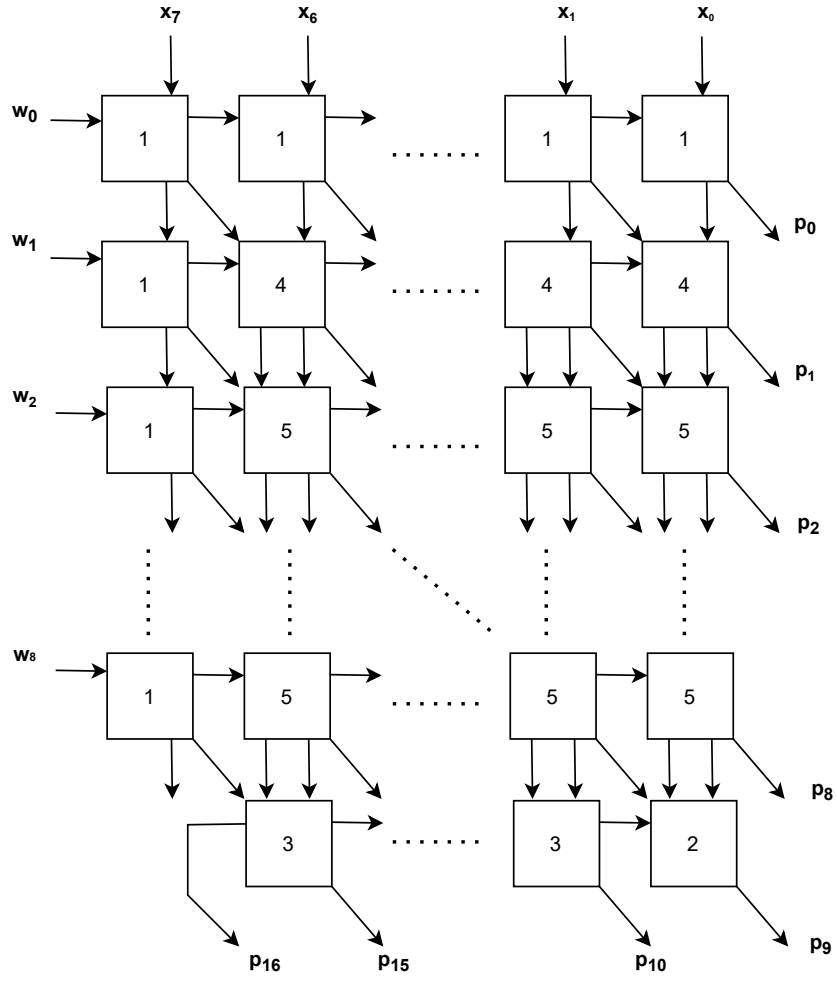 x₇ x₆ x₁ x₀
w₀ 1 1 ....... 1 1
p₀
w₁ 1 4 ....... 4 4
p₁
w₂ 1 5 ....... 5 5
p₂
w₈ 1 5 ....... 5 5
p₈
3 ....... 3 2
p₁₆ p₁₅ p₁₀ p₉